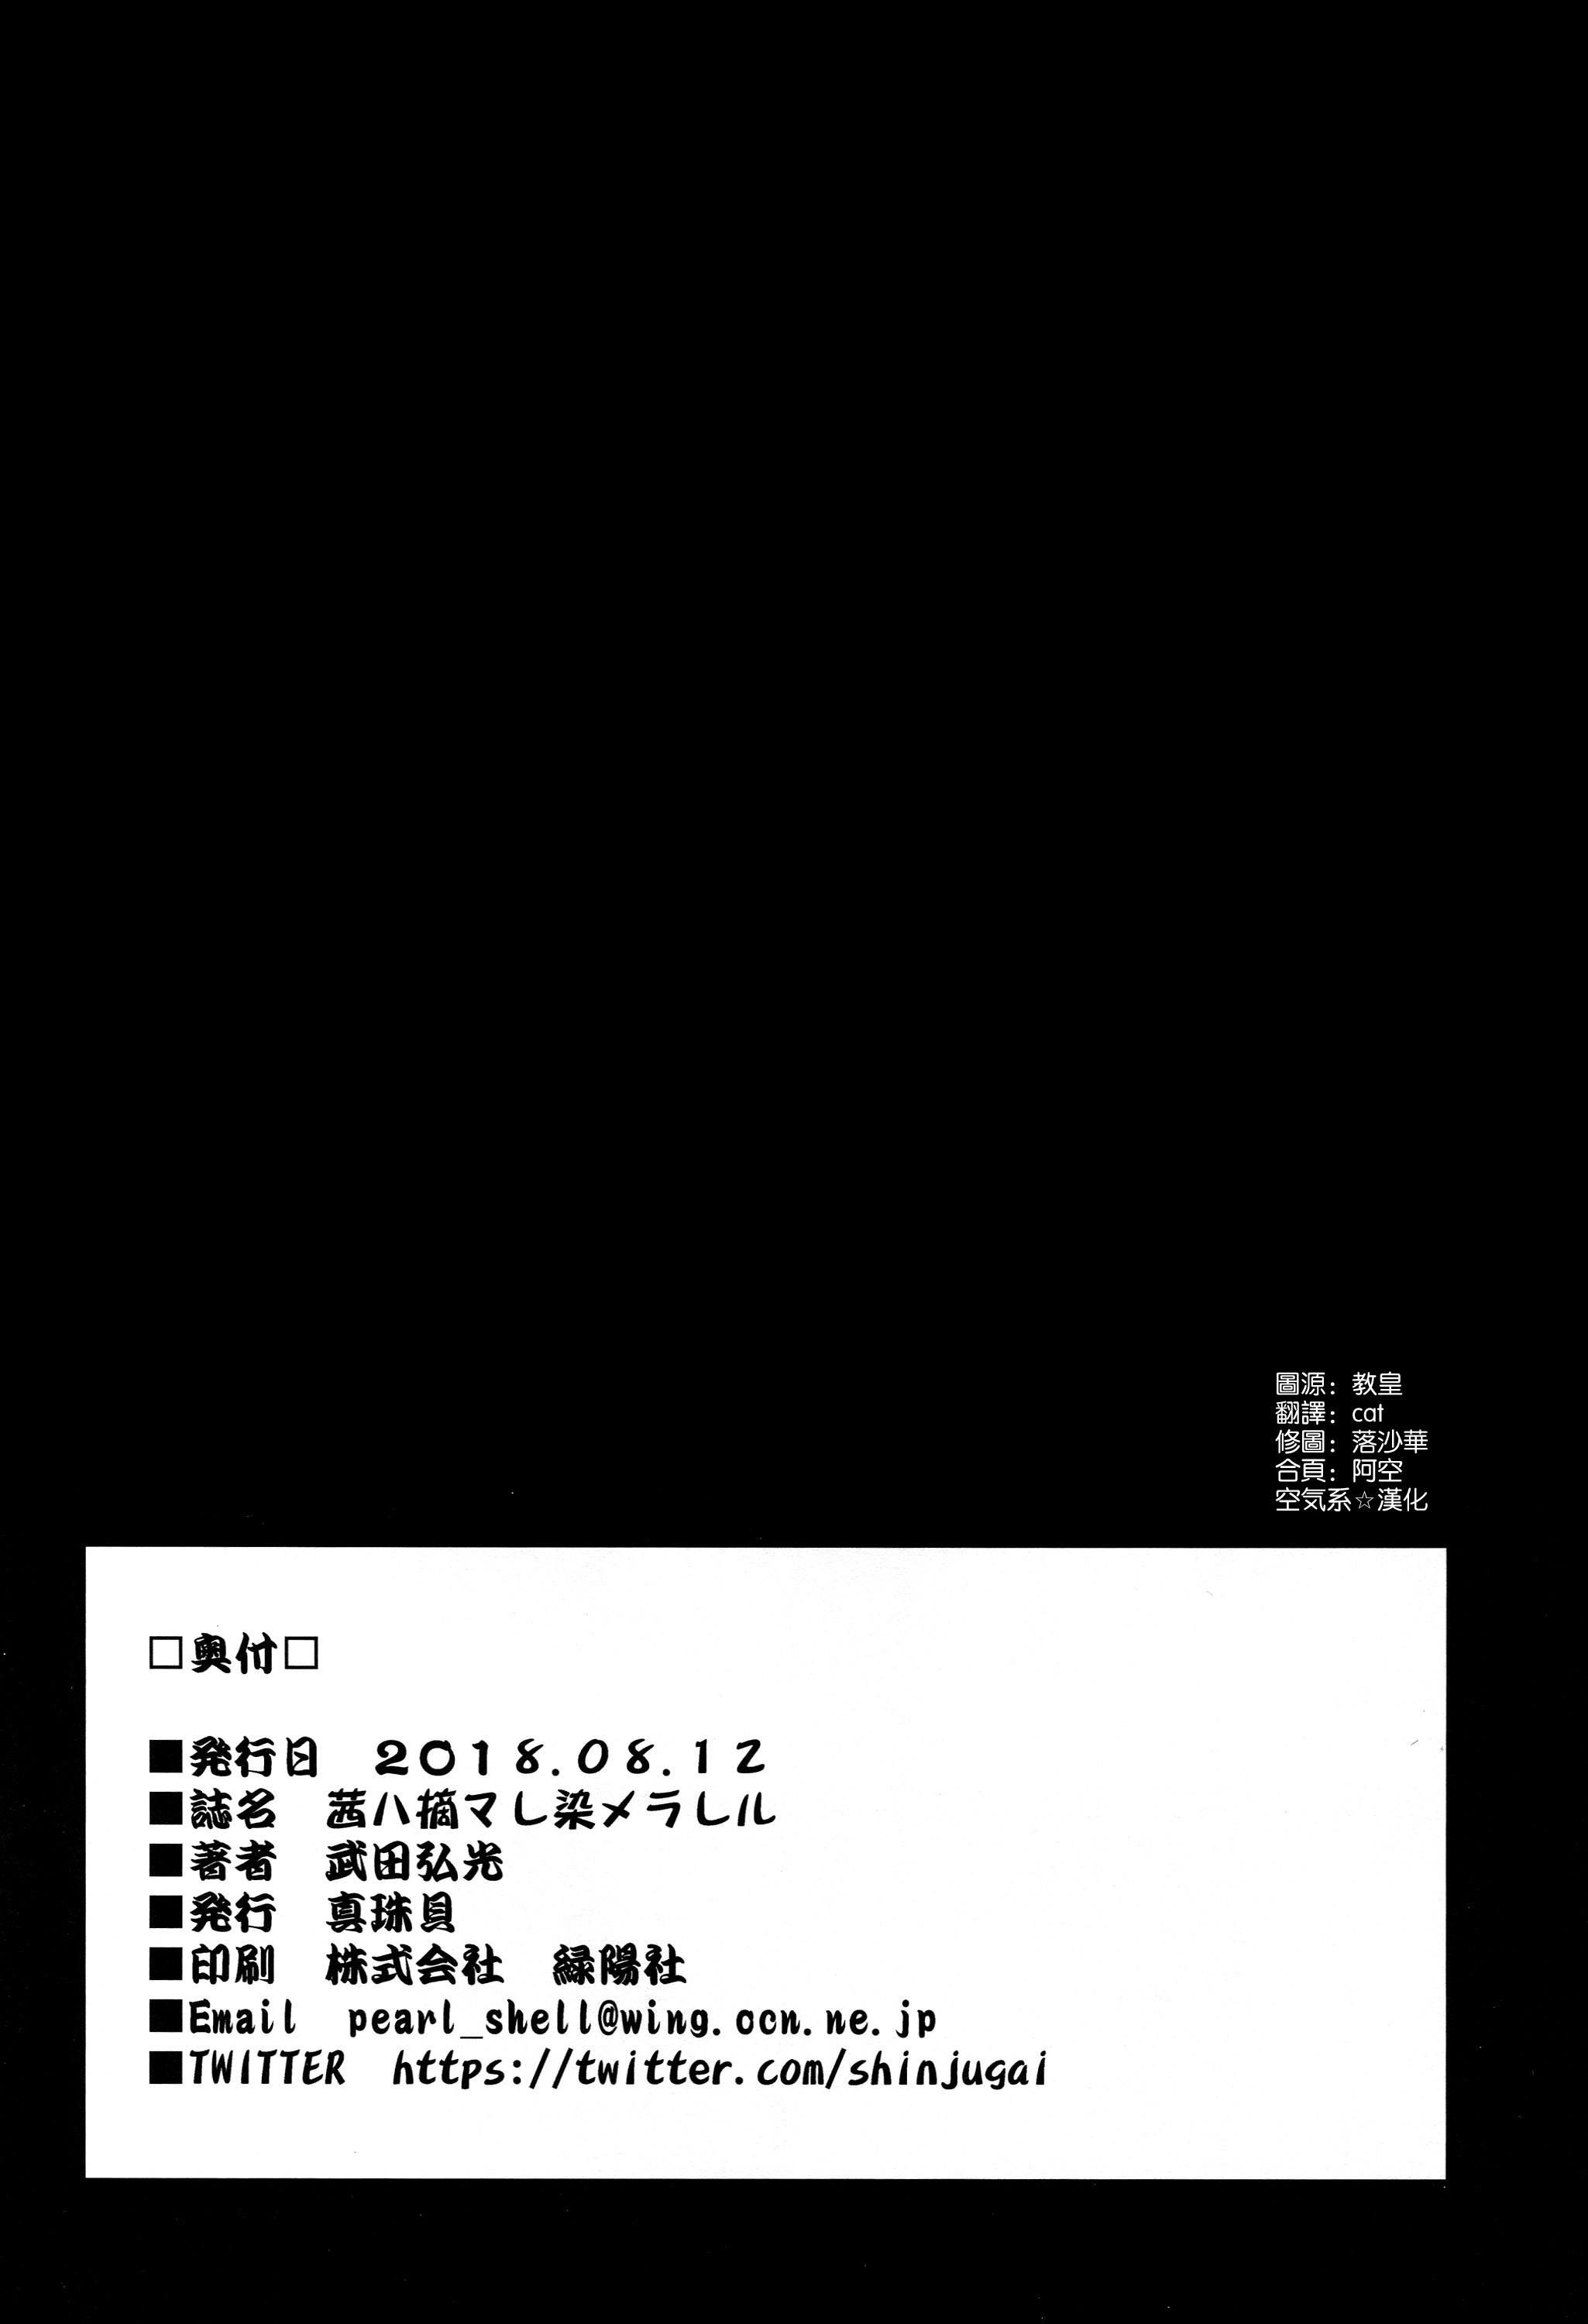 圖源：教皇
翻譯：cat
修圖：落沙華
合頁：阿空
空気系☆漢化
□奥付□
■発行日　２０１８.０８.１２
■誌名　茜ハ摘マレ染メラレル
■著者　武田弘光
■発行　真珠貝
■印刷　株式会社　緑陽社
■Email　pearl_shell@wing.ocn.ne.jp
■TWITTER　https://twitter.com/shinjugai